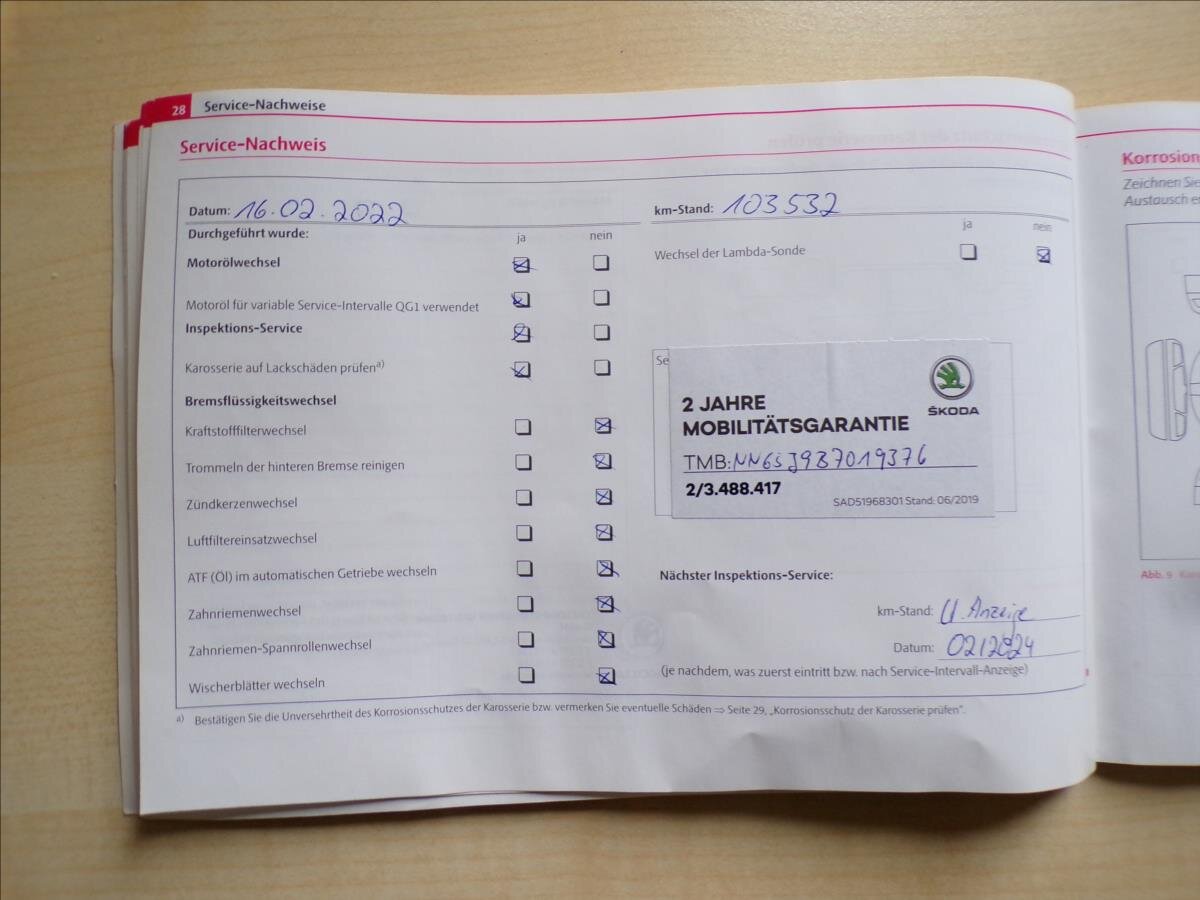 28 Service-Nachweise
Service-Nachweis
Datum: 16.02.2022
km-Stand: 103532
Durchgeführt wurde: ja nein
ja nein
Motorölwechsel
Wechsel der Lambda-Sonde
Motoröl für variable Service-Intervalle QG1 verwendet
Inspektions-Service
Karosserie auf Lackschäden prüfen a)
Bremsflüssigkeitswechsel
Kraftstofffilterwechsel
Trommeln der hinteren Bremse reinigen
Zündkerzenwechsel
Luftfiltereinsatzwechsel
ATF (Öl) im automatischen Getriebe wechseln
Zahnriemenwechsel
Zahnriemen-Spannrollenwechsel
Wischerblätter wechseln
Se
ŠKODA
2 JAHRE
MOBILITÄTSGARANTIE
TMB: NN6SJ9B7019376
2/3.488.417
SAD51968301 Stand: 06/2019
Nächster Inspektions-Service:
km-Stand: Anzeige
Datum: 02/2024
(je nachdem, was zuerst eintritt bzw. nach Service-Intervall-Anzeige)
a) Bestätigen Sie die Unversehrtheit des Korrosionsschutzes der Karosserie bzw. vermerken Sie eventuelle Schäden ⇒ Seite 29, „Korrosionsschutz der Karosserie prüfen“.
Korrosion
Zeichnen Sie
Austausch e
Abb. 9